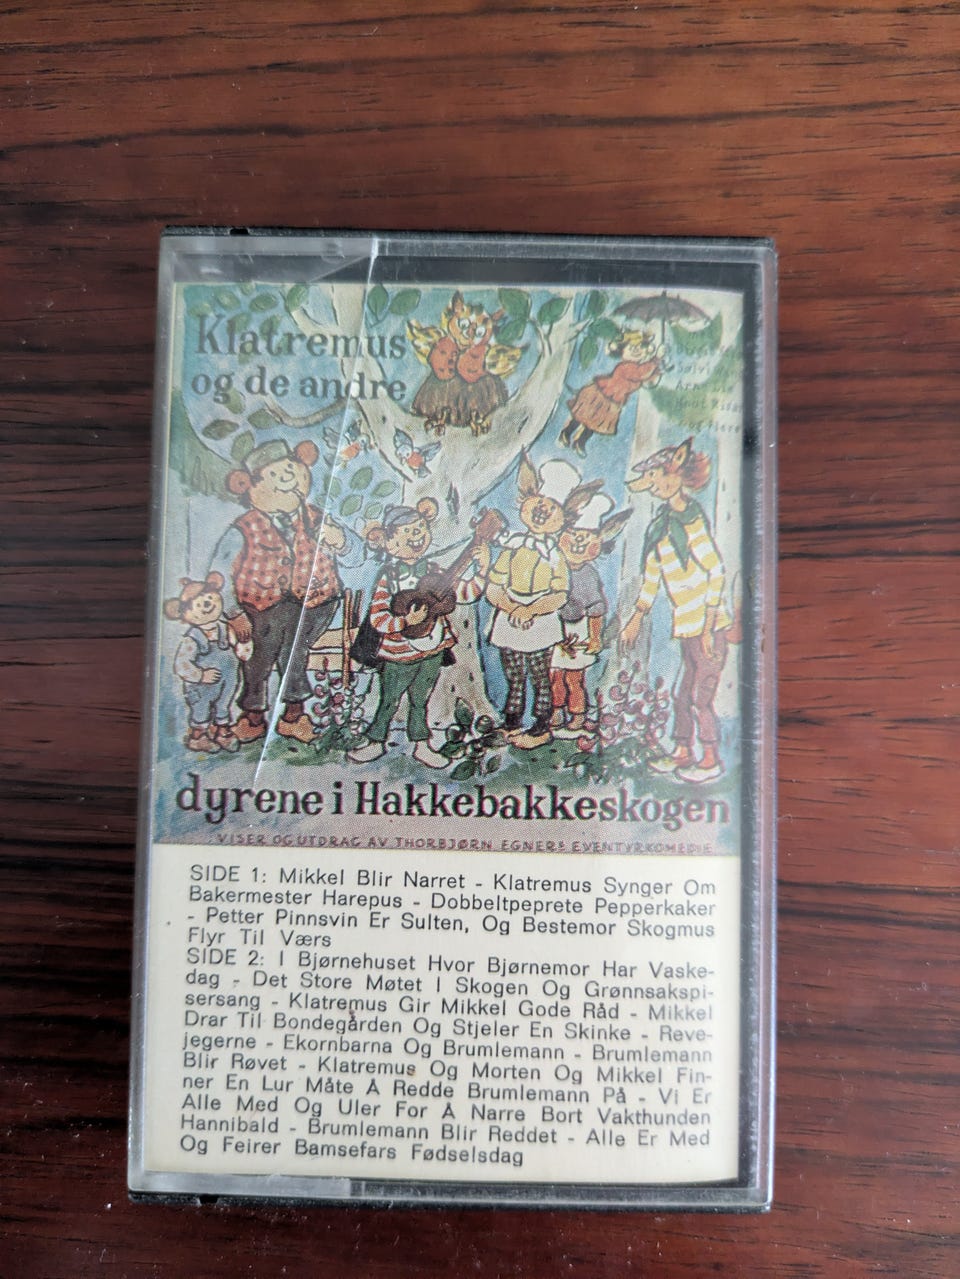 Klatremus
og de andre
Knut Risan
og flere
dyrene i Hakkebakkeskogen
VISER OG UTDRAG AV THORBJØRN EGNERS EVENTYRKOMEDIE
SIDE 1: Mikkel Blir Narret - Klatremus Synger Om
Bakermester Harepus - Dobbeltpeprete Pepperkaker
- Petter Pinnsvin Er Sulten, Og Bestemor Skogmus
Flyr Til Værs
SIDE 2: I Bjørnehuset Hvor Bjørnemor Har Vaske-
dag - Det Store Møtet I Skogen Og Grønnsakspi-
sersang - Klatremus Gir Mikkel Gode Råd - Mikkel
Drar Til Bondegården Og Stjeler En Skinke - Reve-
jegerne - Ekornbarna Og Brumlemann - Brumlemann
Blir Røvet - Klatremus Og Morten Og Mikkel Fin-
ner En Lur Måte Å Redde Brumlemann På - Vi Er
Alle Med Og Uler For Å Narre Bort Vakthunden
Hannibald - Brumlemann Blir Reddet - Alle Er Med
Og Feirer Bamsefars Fødselsdag